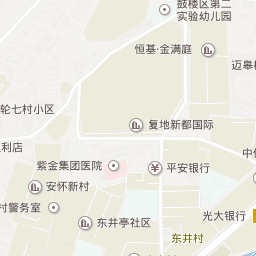 鼓楼区第二
实验幼儿园
恒基·金满庭
迈皋
轮七村小区
复地新都国际
利店
中
紫金集团医院
平安银行
安怀新村
村警务室
东井亭社区
光大银行
东井村